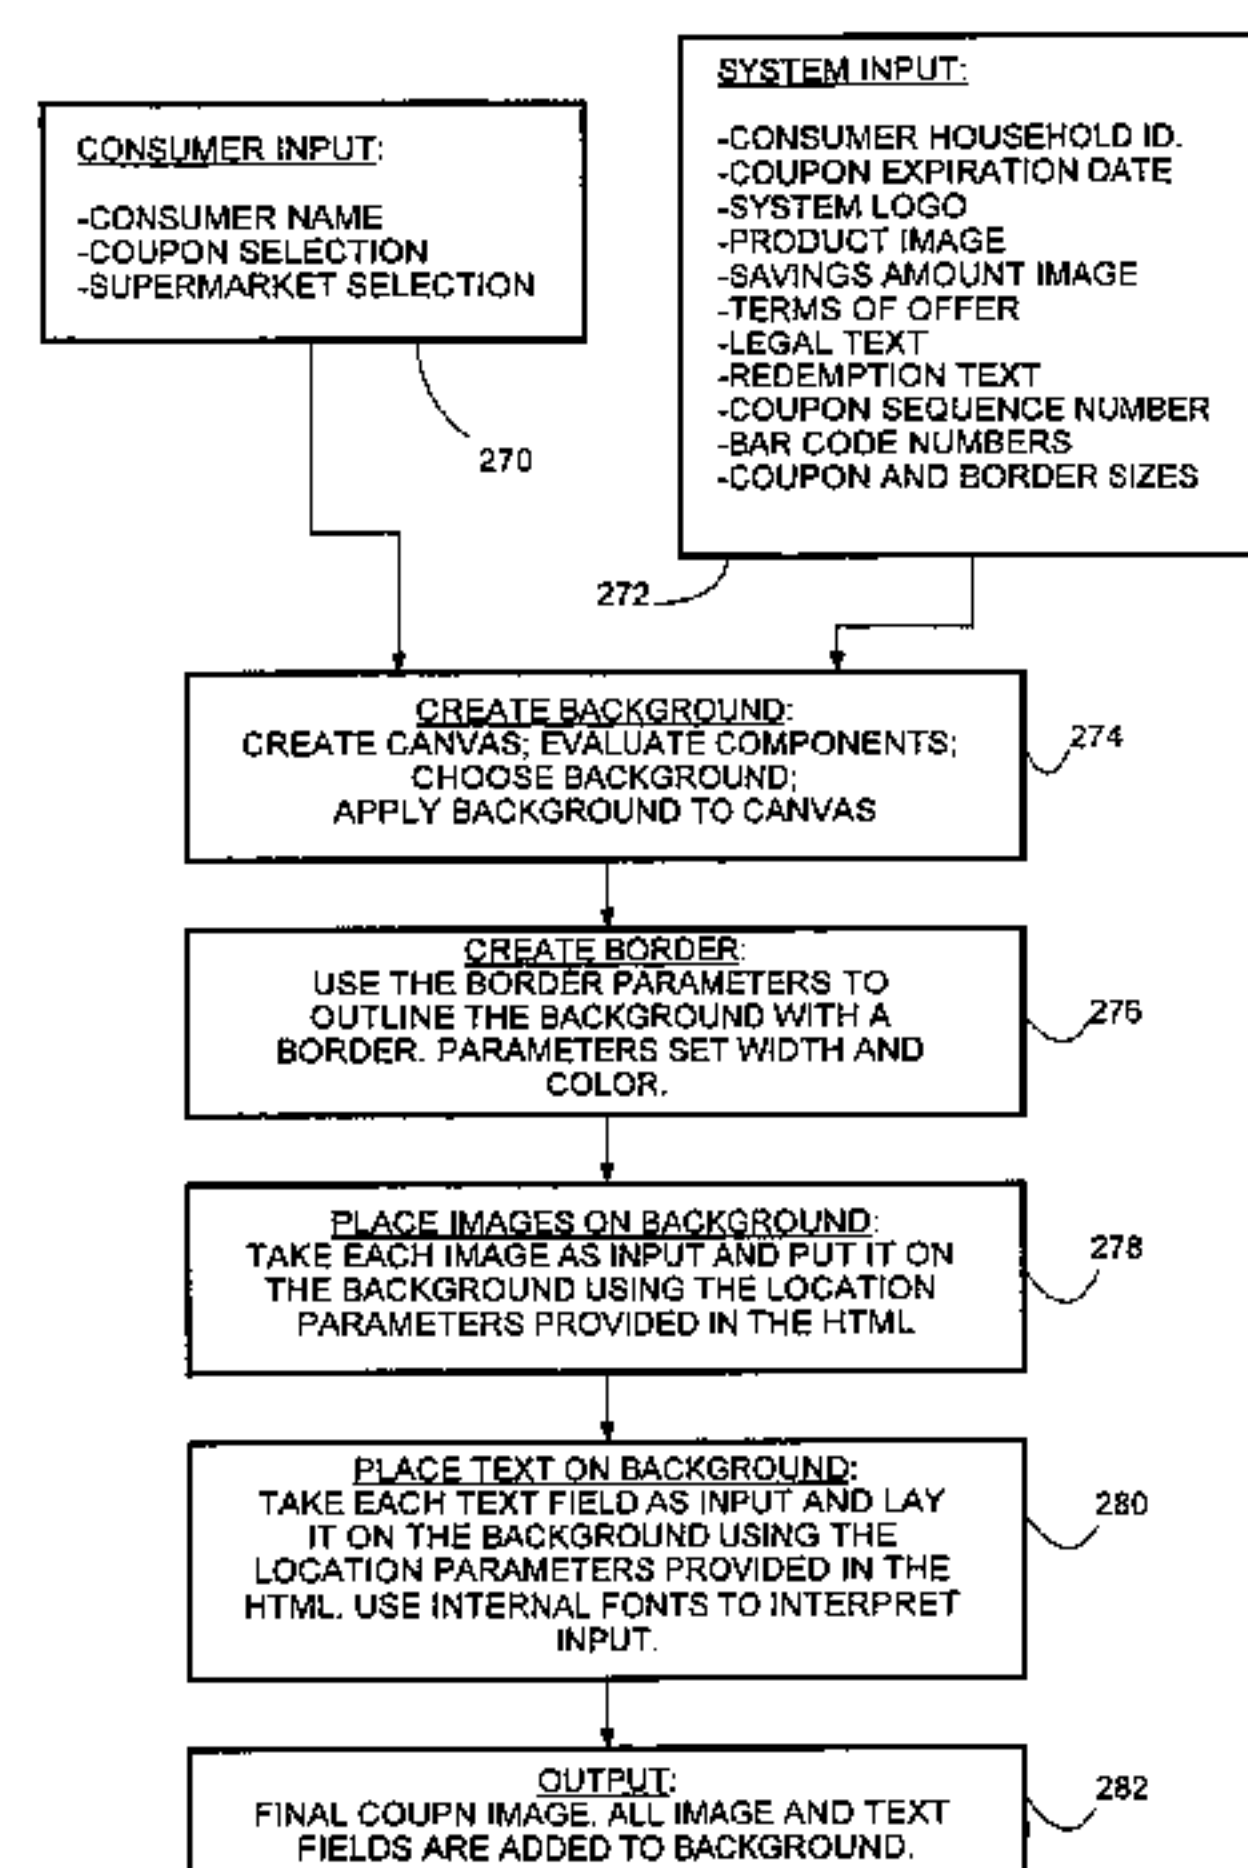 CONSUMER INPUT:
-CONSUMER NAME
-COUPON SELECTION
-SUPERMARKET SELECTION
270
SYSTEM INPUT:
-CONSUMER HOUSEHOLD ID.
-COUPON EXPIRATION DATE
-SYSTEM LOGO
-PRODUCT IMAGE
-SAVINGS AMOUNT IMAGE
-TERMS OF OFFER
-LEGAL TEXT
-REDEMPTION TEXT
-COUPON SEQUENCE NUMBER
-BAR CODE NUMBERS
-COUPON AND BORDER SIZES
272
CREATE BACKGROUND:
CREATE CANVAS; EVALUATE COMPONENTS;
CHOOSE BACKGROUND;
APPLY BACKGROUND TO CANVAS
274
CREATE BORDER:
USE THE BORDER PARAMETERS TO
OUTLINE THE BACKGROUND WITH A
BORDER. PARAMETERS SET WIDTH AND
COLOR.
276
PLACE IMAGES ON BACKGROUND:
TAKE EACH IMAGE AS INPUT AND PUT IT ON
THE BACKGROUND USING THE LOCATION
PARAMETERS PROVIDED IN THE HTML
278
PLACE TEXT ON BACKGROUND:
TAKE EACH TEXT FIELD AS INPUT AND LAY
IT ON THE BACKGROUND USING THE
LOCATION PARAMETERS PROVIDED IN THE
HTML. USE INTERNAL FONTS TO INTERPRET
INPUT.
280
OUTPUT:
FINAL COUPN IMAGE. ALL IMAGE AND TEXT
FIELDS ARE ADDED TO BACKGROUND.
282